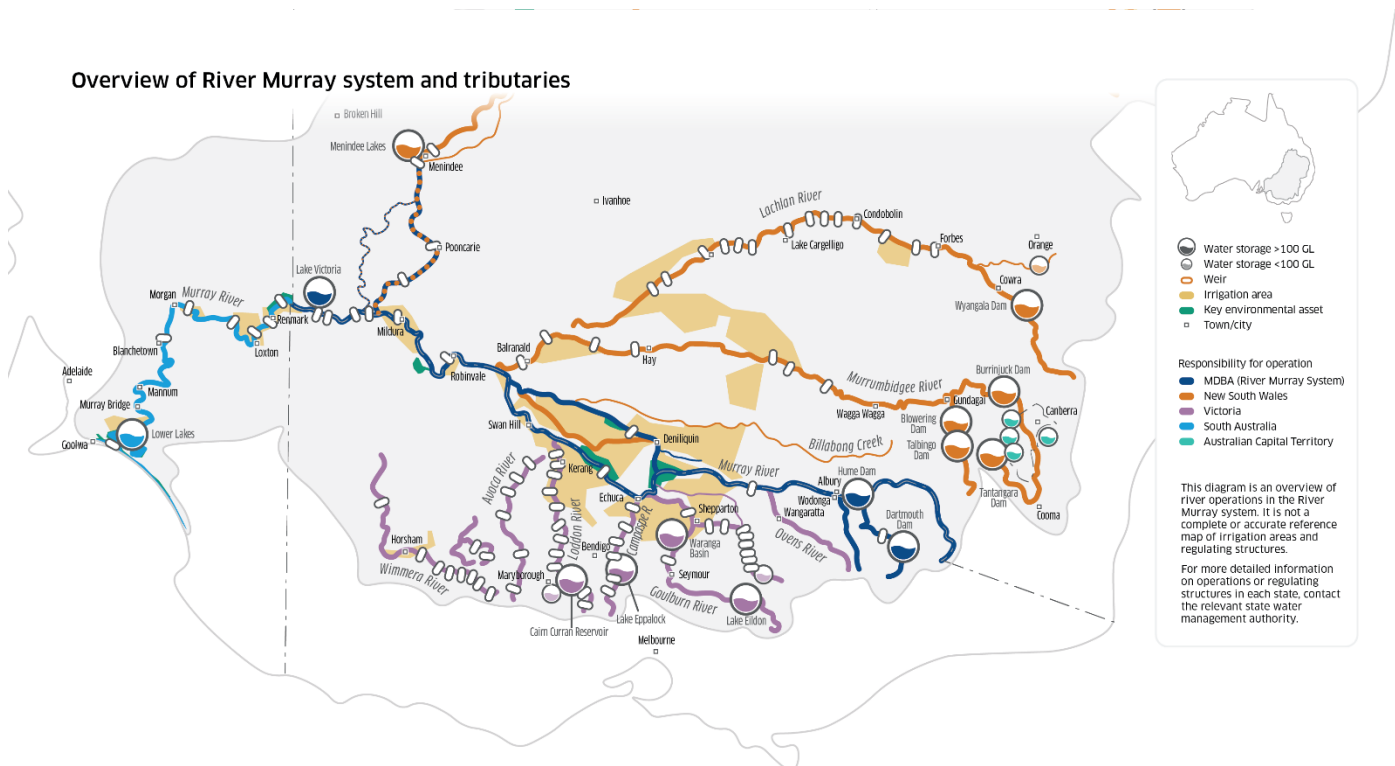 Overview of River Murray system and tributaries
Broken Hill
Menindee Lakes
Menindee
Ivanhoe
Lachlan River
Condobolin
Lake Cargelligo
Forbes
Orange
Cowra
Wyangala Dam
Pooncarie
Lake Victoria
Morgan
Murray River
Renmark
Loxton
Blanchetown
Adelaide
Mannum
Murray Bridge
Lower Lakes
Goolwa
Mildura
Robinvale
Balranald
Hay
Murrumbidgee River
Wagga Wagga
Gundagai
Burrinjuck Dam
Blowering
Dam
Talbingo
Dam
Canberra
Tantangara
Dam
Cooma
Swan Hill
Deniliquin
Billabong Creek
Murray River
Kerang
Echuca
Albury
Wodonga
Hume Dam
Dartmouth
Dam
Wangaratta
Ovens River
Shepparton
Waranga
Basin
Seymour
Goulburn River
Lake Eildon
Avoca River
Loddon River
Campaspe R.
Bendigo
Maryborough
Horsham
Wimmera River
Cairn Curran Reservoir
Lake Eppalock
Melbourne
Water storage >100 GL
Water storage <100 GL
Weir
Irrigation area
Key environmental asset
Town/city
Responsibility for operation
MDBA (River Murray System)
New South Wales
Victoria
South Australia
Australian Capital Territory
This diagram is an overview of
river operations in the River
Murray system. It is not a
complete or accurate reference
map of irrigation areas and
regulating structures.
For more detailed information
on operations or regulating
structures in each state, contact
the relevant state water
management authority.